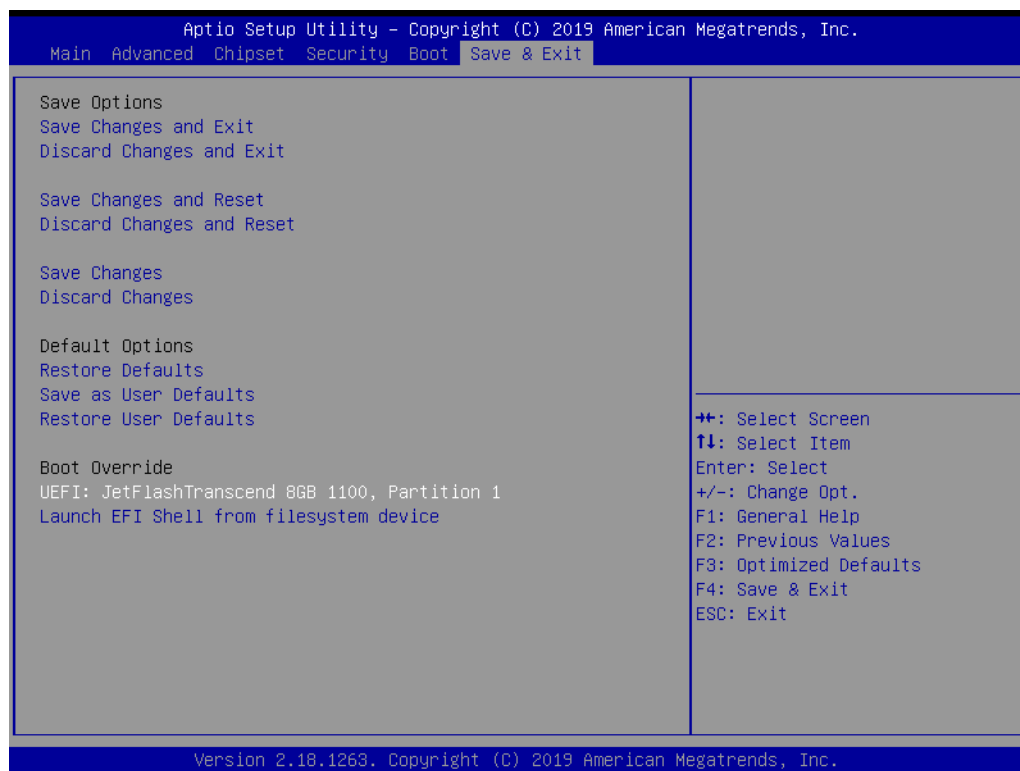 Aptio Setup Utility – Copyright (C) 2019 American Megatrends, Inc.
Main Advanced Chipset Security Boot Save & Exit
Save Options
Save Changes and Exit
Discard Changes and Exit
Save Changes and Reset
Discard Changes and Reset
Save Changes
Discard Changes
Default Options
Restore Defaults
Save as User Defaults
Restore User Defaults
Boot Override
UEFI: JetFlashTranscend 8GB 1100, Partition 1
Launch EFI Shell from filesystem device
→←: Select Screen
↑↓: Select Item
Enter: Select
+/-: Change Opt.
F1: General Help
F2: Previous Values
F3: Optimized Defaults
F4: Save & Exit
ESC: Exit
Version 2.18.1263. Copyright (C) 2019 American Megatrends, Inc.